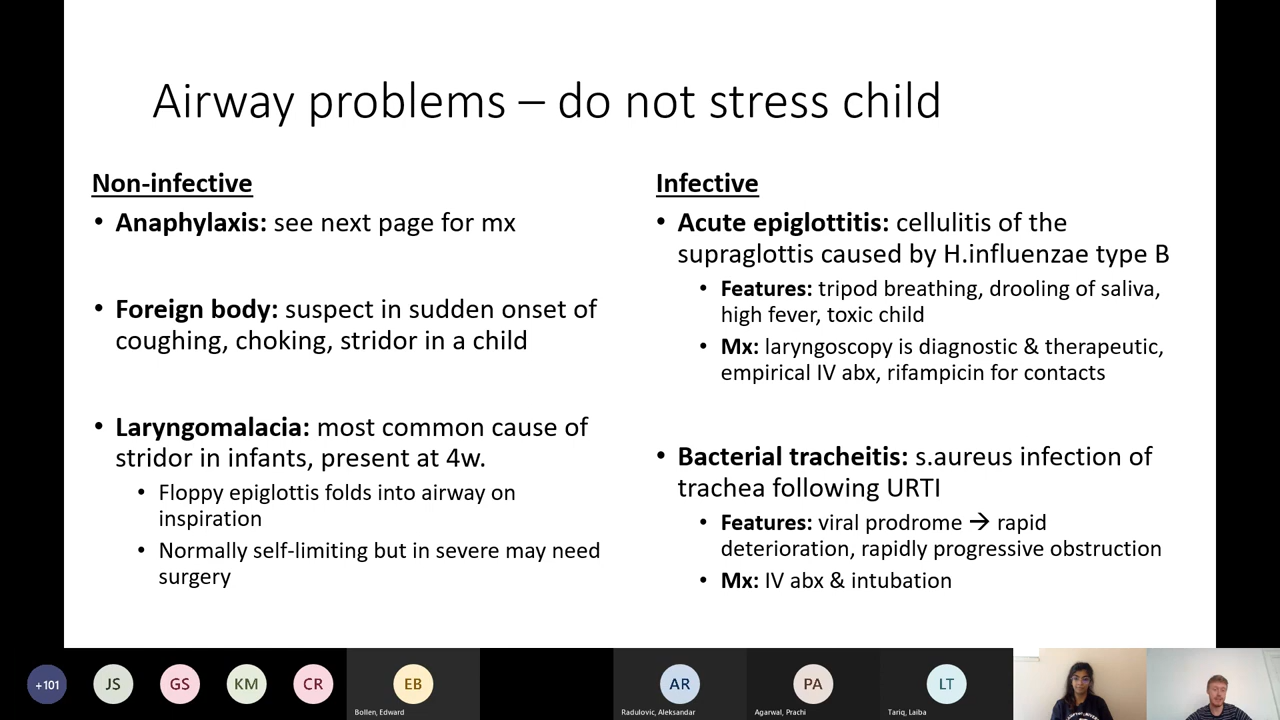 Airway problems – do not stress child
Non-infective
• Anaphylaxis: see next page for mx
• Foreign body: suspect in sudden onset of
coughing, choking, stridor in a child
• Laryngomalacia: most common cause of
stridor in infants, present at 4w.
• Floppy epiglottis folds into airway on
inspiration
• Normally self-limiting but in severe may need
surgery
Infective
• Acute epiglottitis: cellulitis of the
supraglottis caused by H.influenzae type B
• Features: tripod breathing, drooling of saliva,
high fever, toxic child
• Mx: laryngoscopy is diagnostic & therapeutic,
empirical IV abx, rifampicin for contacts
• Bacterial tracheitis: s.aureus infection of
trachea following URTI
• Features: viral prodrome → rapid
deterioration, rapidly progressive obstruction
• Mx: IV abx & intubation
+101
JS
GS
KM
CR
EB
Bollen, Edward
AR
Radulovic, Aleksandar
PA
Agarwal, Prachi
LT
Tariq, Laiba